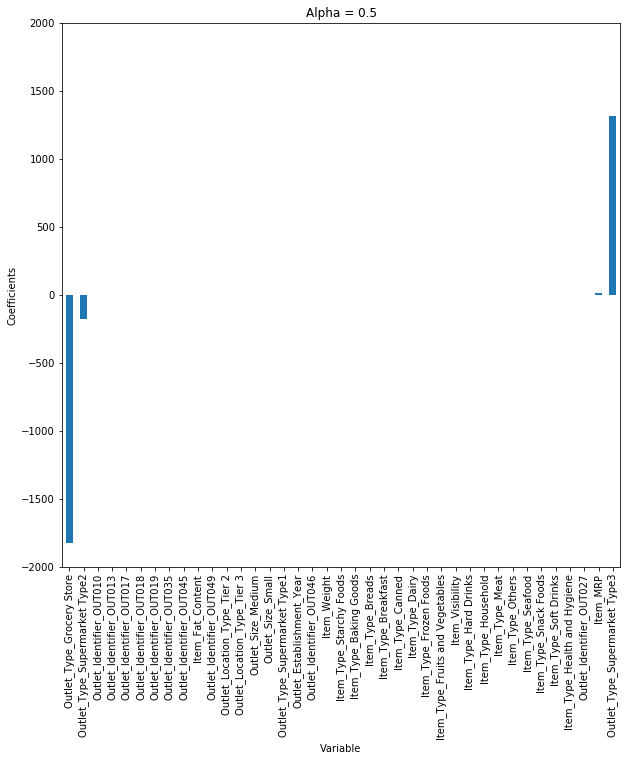 Alpha = 0.5
2000
1500
1000
500
0
−500
−1000
−1500
−2000
Coefficients
Outlet_Type_Grocery Store
Outlet_Type_Supermarket Type2
Outlet_Identifier_OUT010
Outlet_Identifier_OUT013
Outlet_Identifier_OUT017
Outlet_Identifier_OUT018
Outlet_Identifier_OUT019
Outlet_Identifier_OUT035
Outlet_Identifier_OUT045
Item_Fat_Content
Outlet_Identifier_OUT049
Outlet_Location_Type_Tier 2
Outlet_Location_Type_Tier 3
Outlet_Size_Medium
Outlet_Size_Small
Outlet_Type_Supermarket Type1
Outlet_Establishment_Year
Outlet_Identifier_OUT046
Item_Weight
Item_Type_Starchy Foods
Item_Type_Baking Goods
Item_Type_Breads
Item_Type_Breakfast
Item_Type_Canned
Item_Type_Dairy
Item_Type_Frozen Foods
Item_Type_Fruits and Vegetables
Item_Visibility
Item_Type_Hard Drinks
Item_Type_Household
Item_Type_Meat
Item_Type_Others
Item_Type_Seafood
Item_Type_Snack Foods
Item_Type_Soft Drinks
Item_Type_Health and Hygiene
Outlet_Identifier_OUT027
Item_MRP
Outlet_Type_Supermarket Type3
Variable